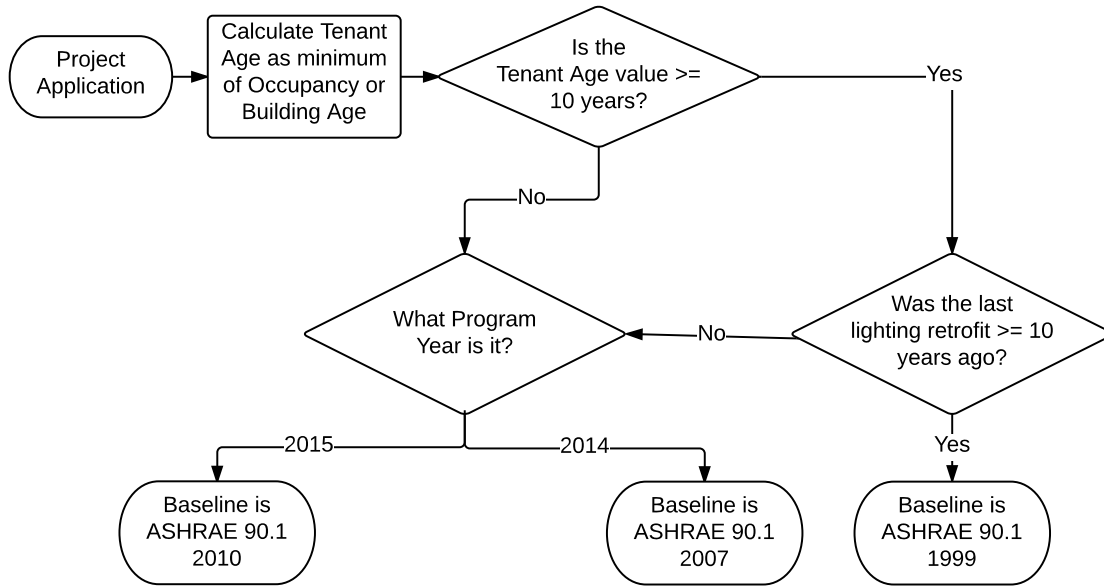 Project
Application
Calculate Tenant
Age as minimum
of Occupancy or
Building Age
Is the
Tenant Age value >=
10 years?
Yes
No
What Program
Year is it?
No
Was the last
lighting retrofit >= 10
years ago?
2015
2014
Yes
Baseline is
ASHRAE 90.1
2010
Baseline is
ASHRAE 90.1
2007
Baseline is
ASHRAE 90.1
1999